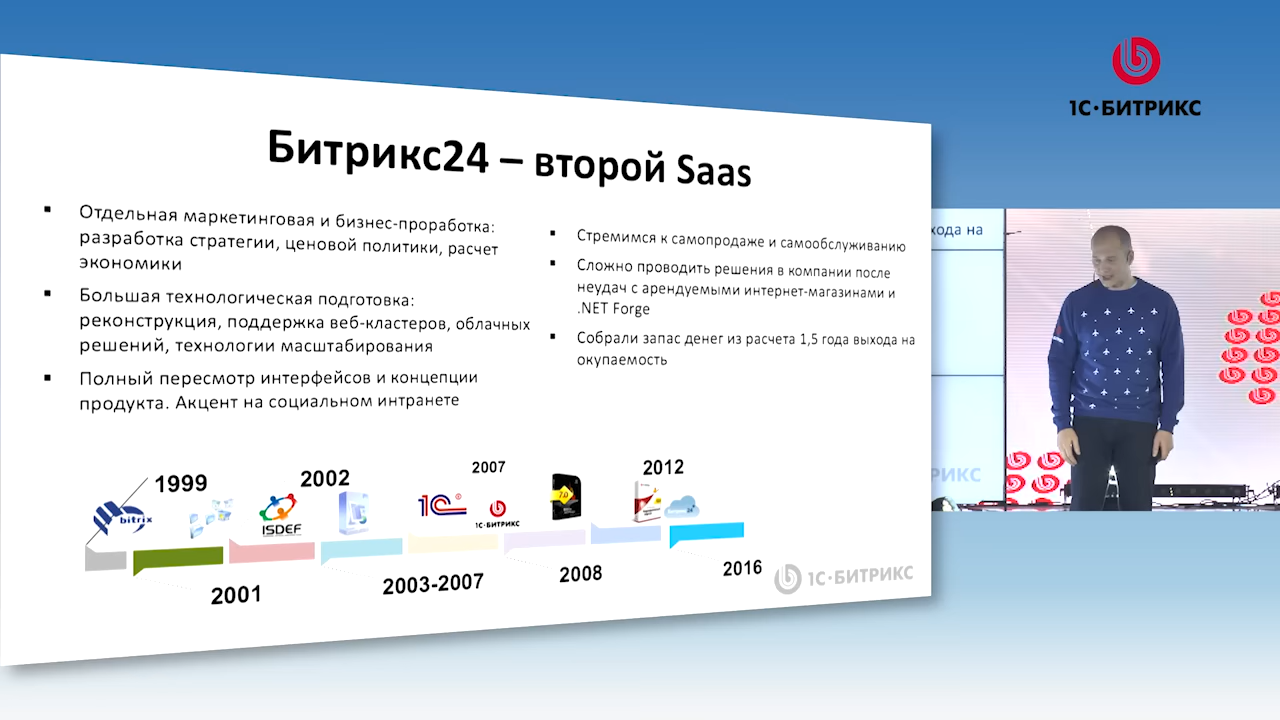 1С·БИТРИКС
Битрикс24 – второй Saas
▪ Отдельная маркетинговая и бизнес-проработка:
разработка стратегии, ценовой политики, расчет
экономики
▪ Большая технологическая подготовка:
реконструкция, поддержка веб-кластеров, облачных
решений, технологии масштабирования
▪ Полный пересмотр интерфейсов и концепции
продукта. Акцент на социальном интранете
▪ Стремимся к самопродаже и самообслуживанию
▪ Сложно проводить решения в компании после
неудач с арендуемыми интернет-магазинами и
.NET Forge
▪ Собрали запас денег из расчета 1,5 года выхода на
окупаемость
хода на
РИКС
1999
2002
2007
2012
bitrix
ISDEF
1С
1С·БИТРИКС
7.0
2001
2003-2007
2008
2016
1С·БИТРИКС